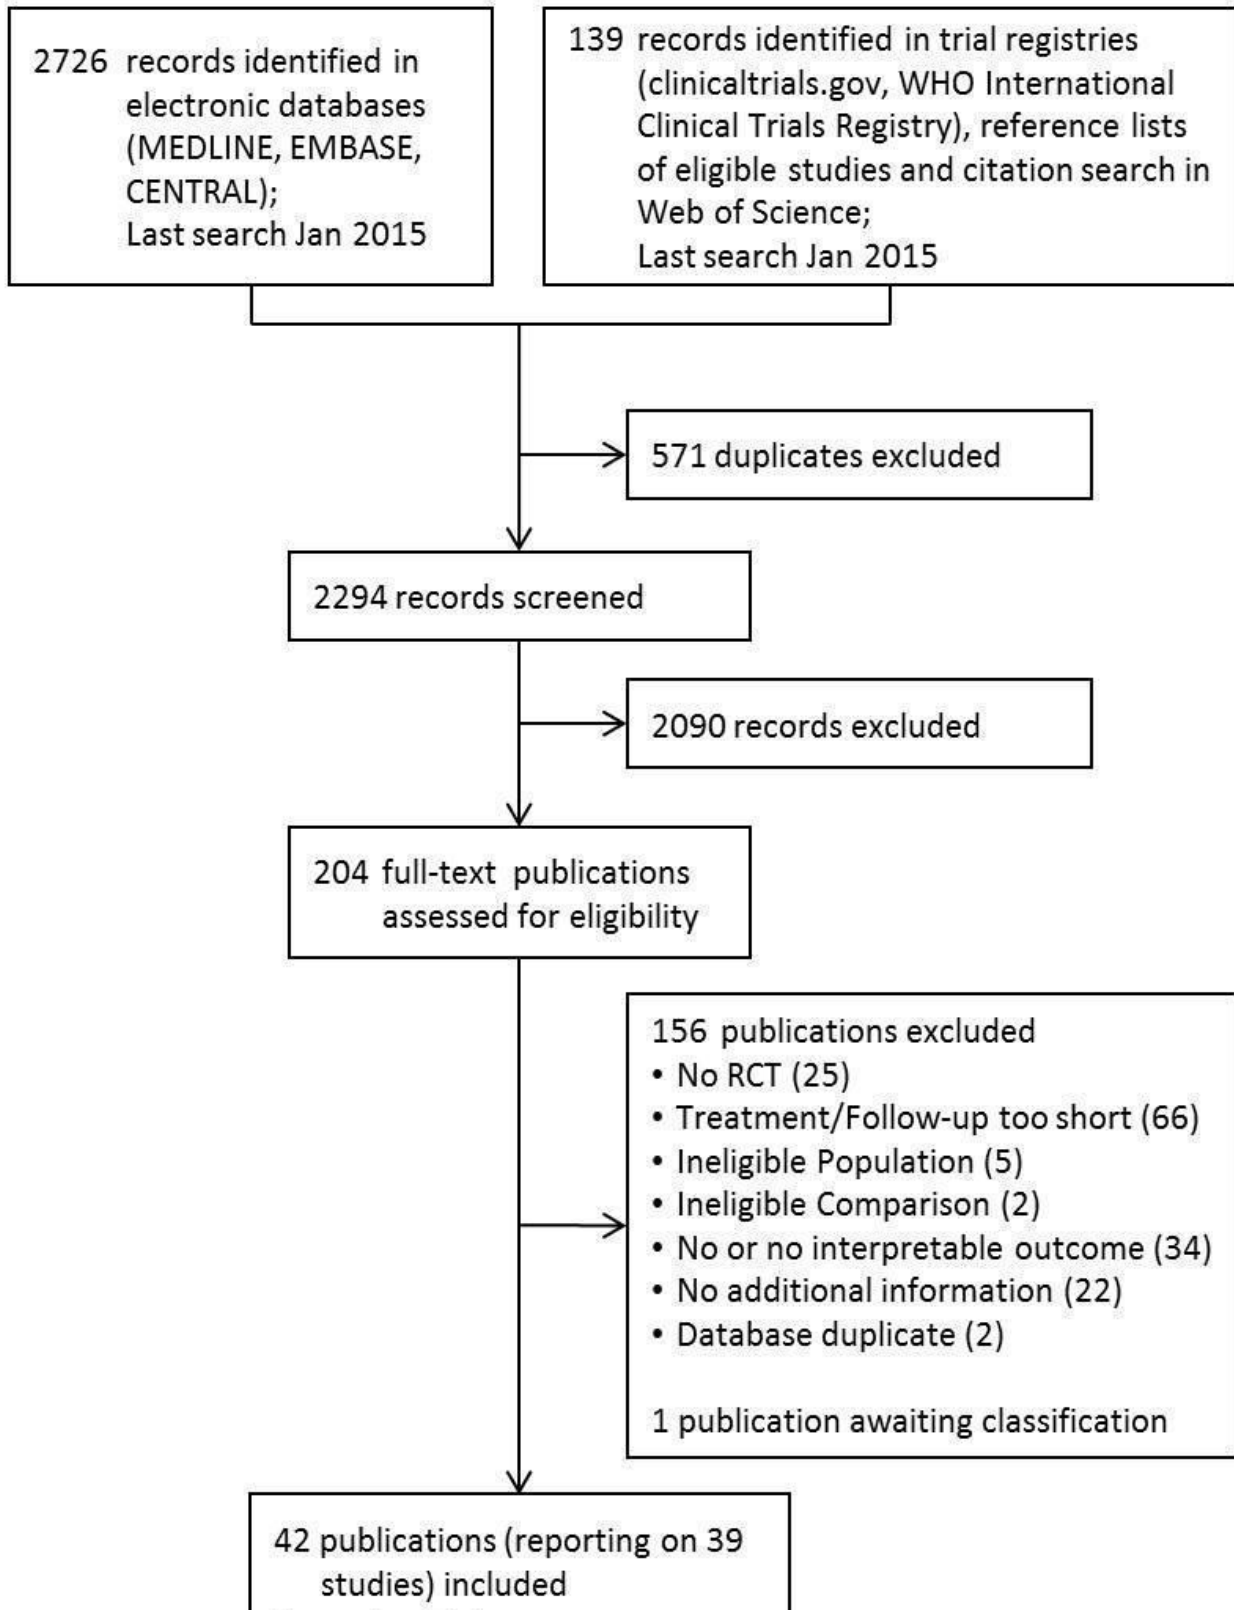 2726 records identified in
electronic databases
(MEDLINE, EMBASE,
CENTRAL);
Last search Jan 2015
139 records identified in trial registries
(clinicaltrials.gov, WHO International
Clinical Trials Registry), reference lists
of eligible studies and citation search in
Web of Science;
Last search Jan 2015
571 duplicates excluded
2294 records screened
2090 records excluded
204 full-text publications
assessed for eligibility
156 publications excluded
• No RCT (25)
• Treatment/Follow-up too short (66)
• Ineligible Population (5)
• Ineligible Comparison (2)
• No or no interpretable outcome (34)
• No additional information (22)
• Database duplicate (2)
1 publication awaiting classification
42 publications (reporting on 39
studies) included